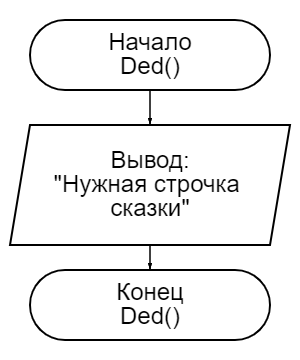 Начало
Ded()
Вывод:
"Нужная строчка
сказки"
Конец
Ded()